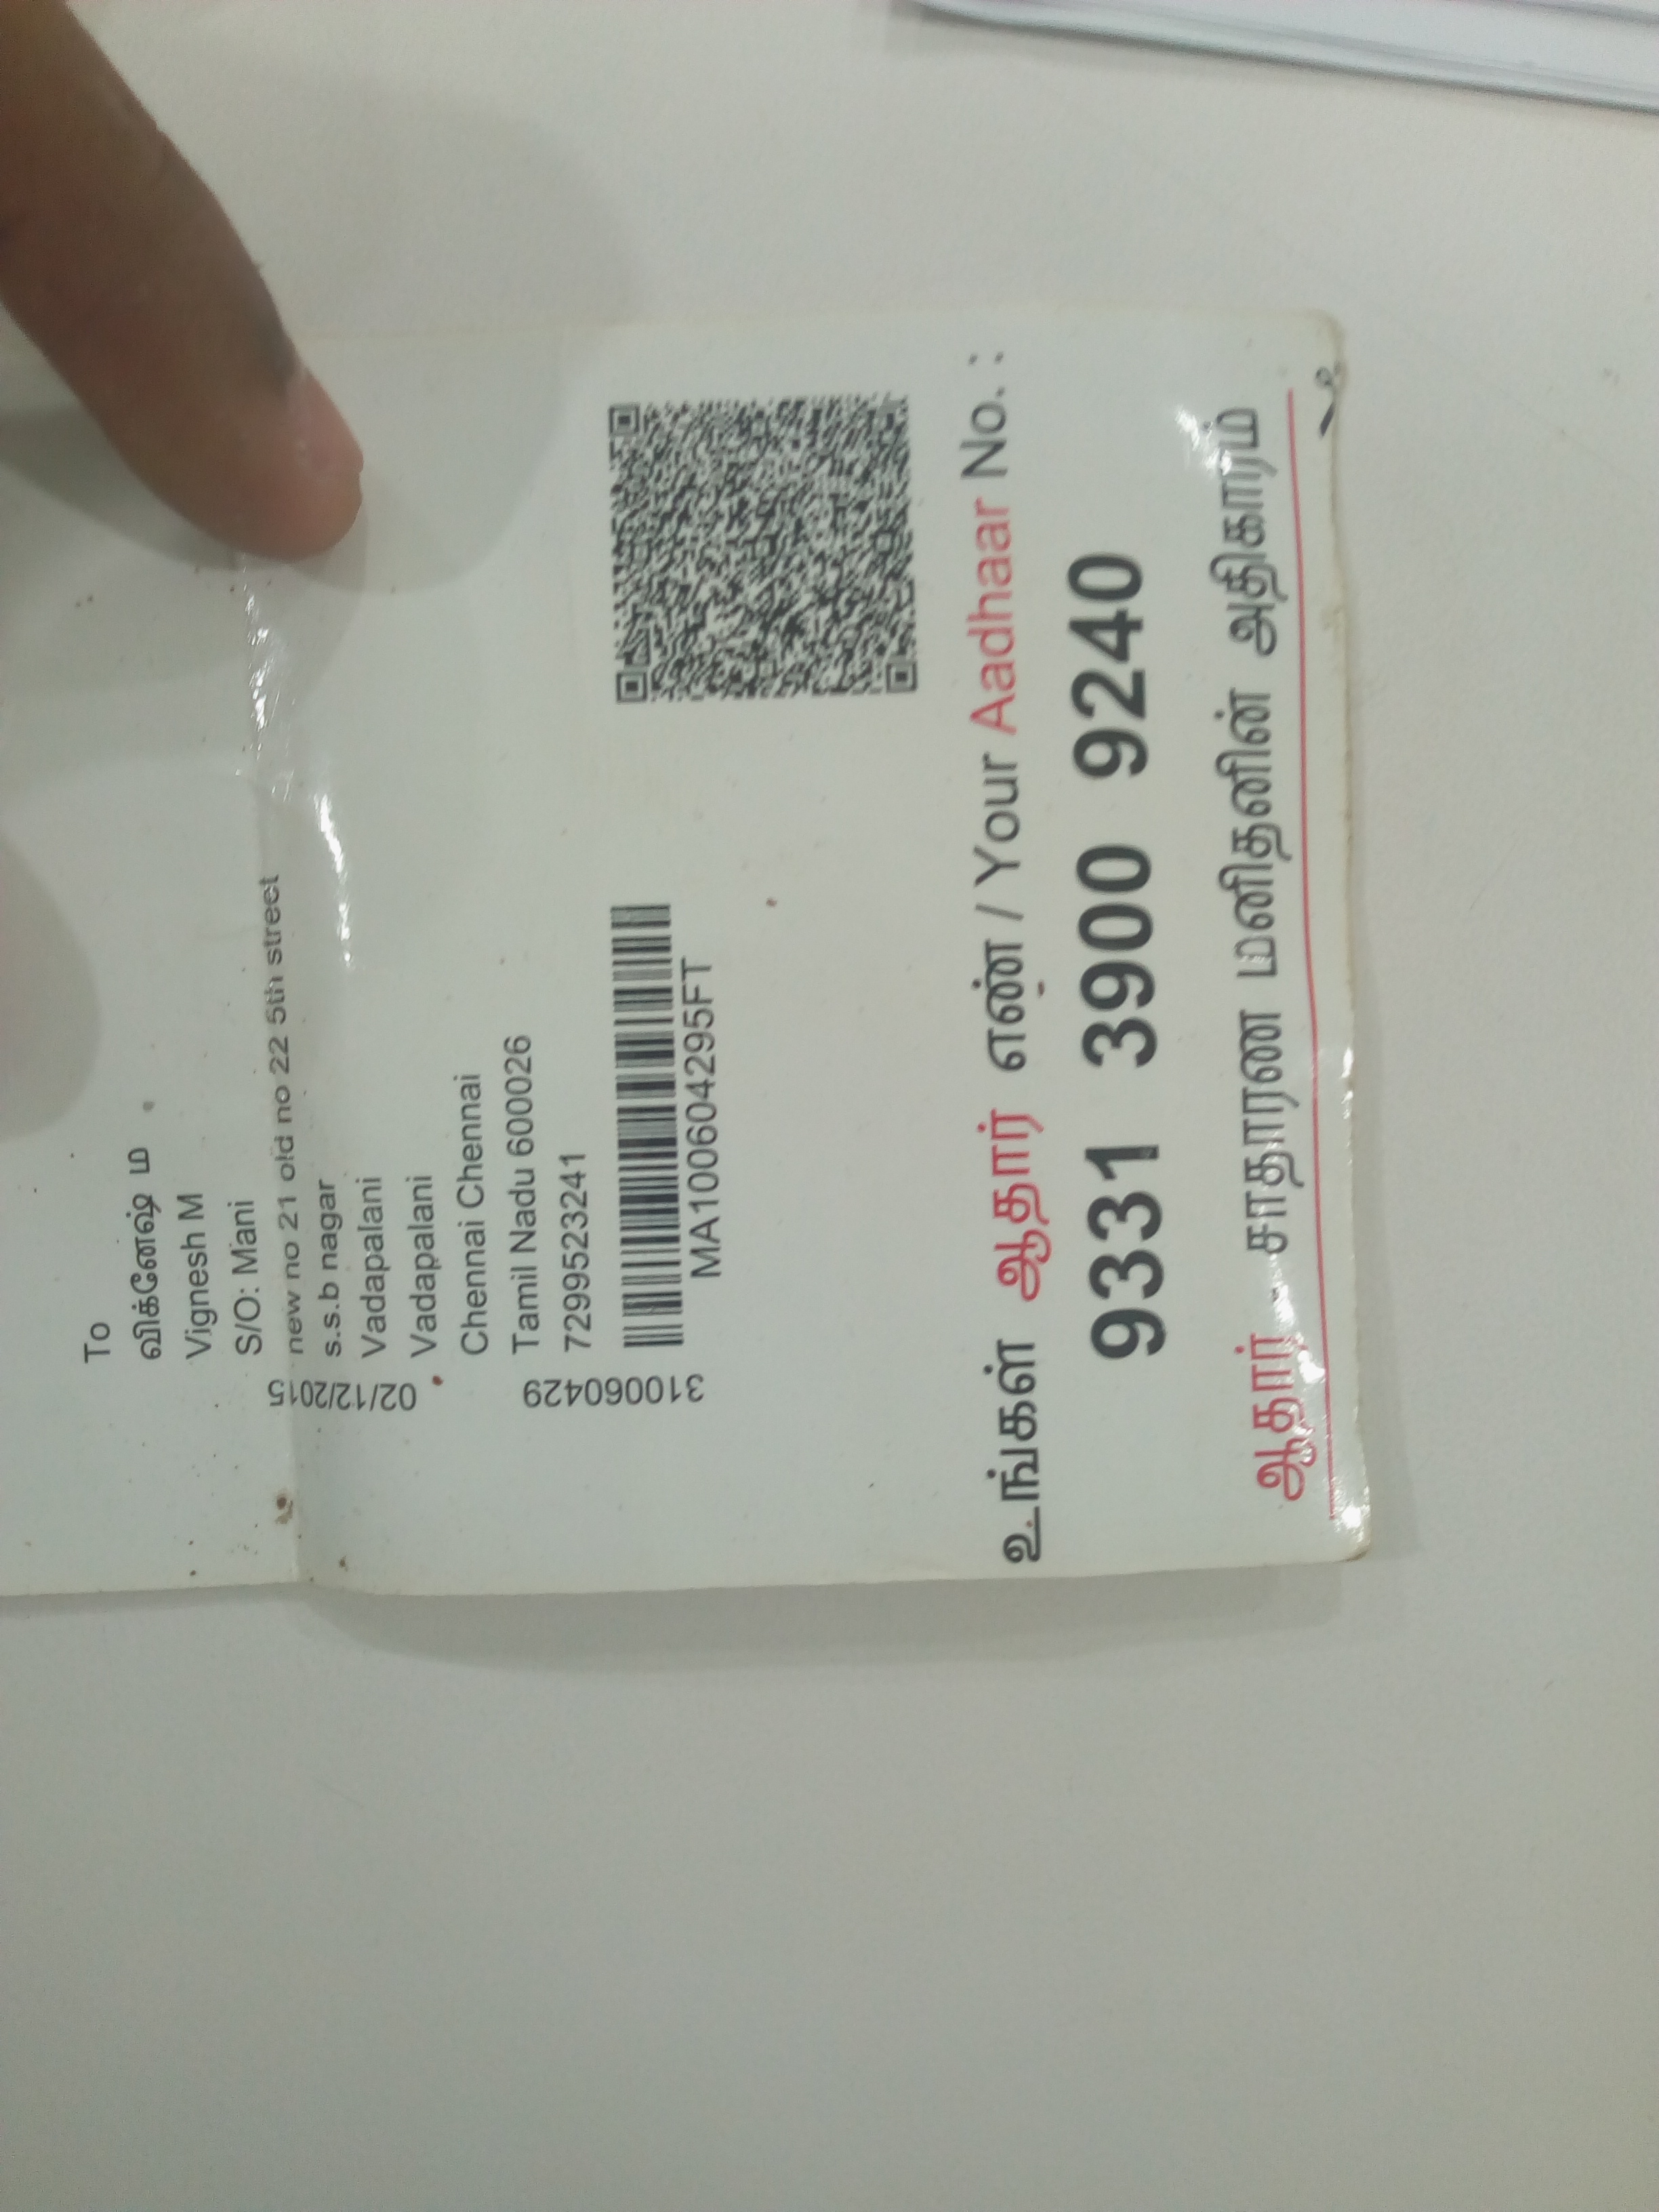 To
விக்னேஷ் ம
Vignesh M
S/O: Mani
new no 21 old no 22 5th street
s.s.b nagar
Vadapalani
Vadapalani
Chennai Chennai
Tamil Nadu 600026
7299523241
02/12/2015
310060429
MA100604295FT
உங்கள் ஆதார் எண் / Your Aadhaar No. :
9331 3900 9240
ஆதார் - சாதாரண மனிதனின் அதிகாரம்